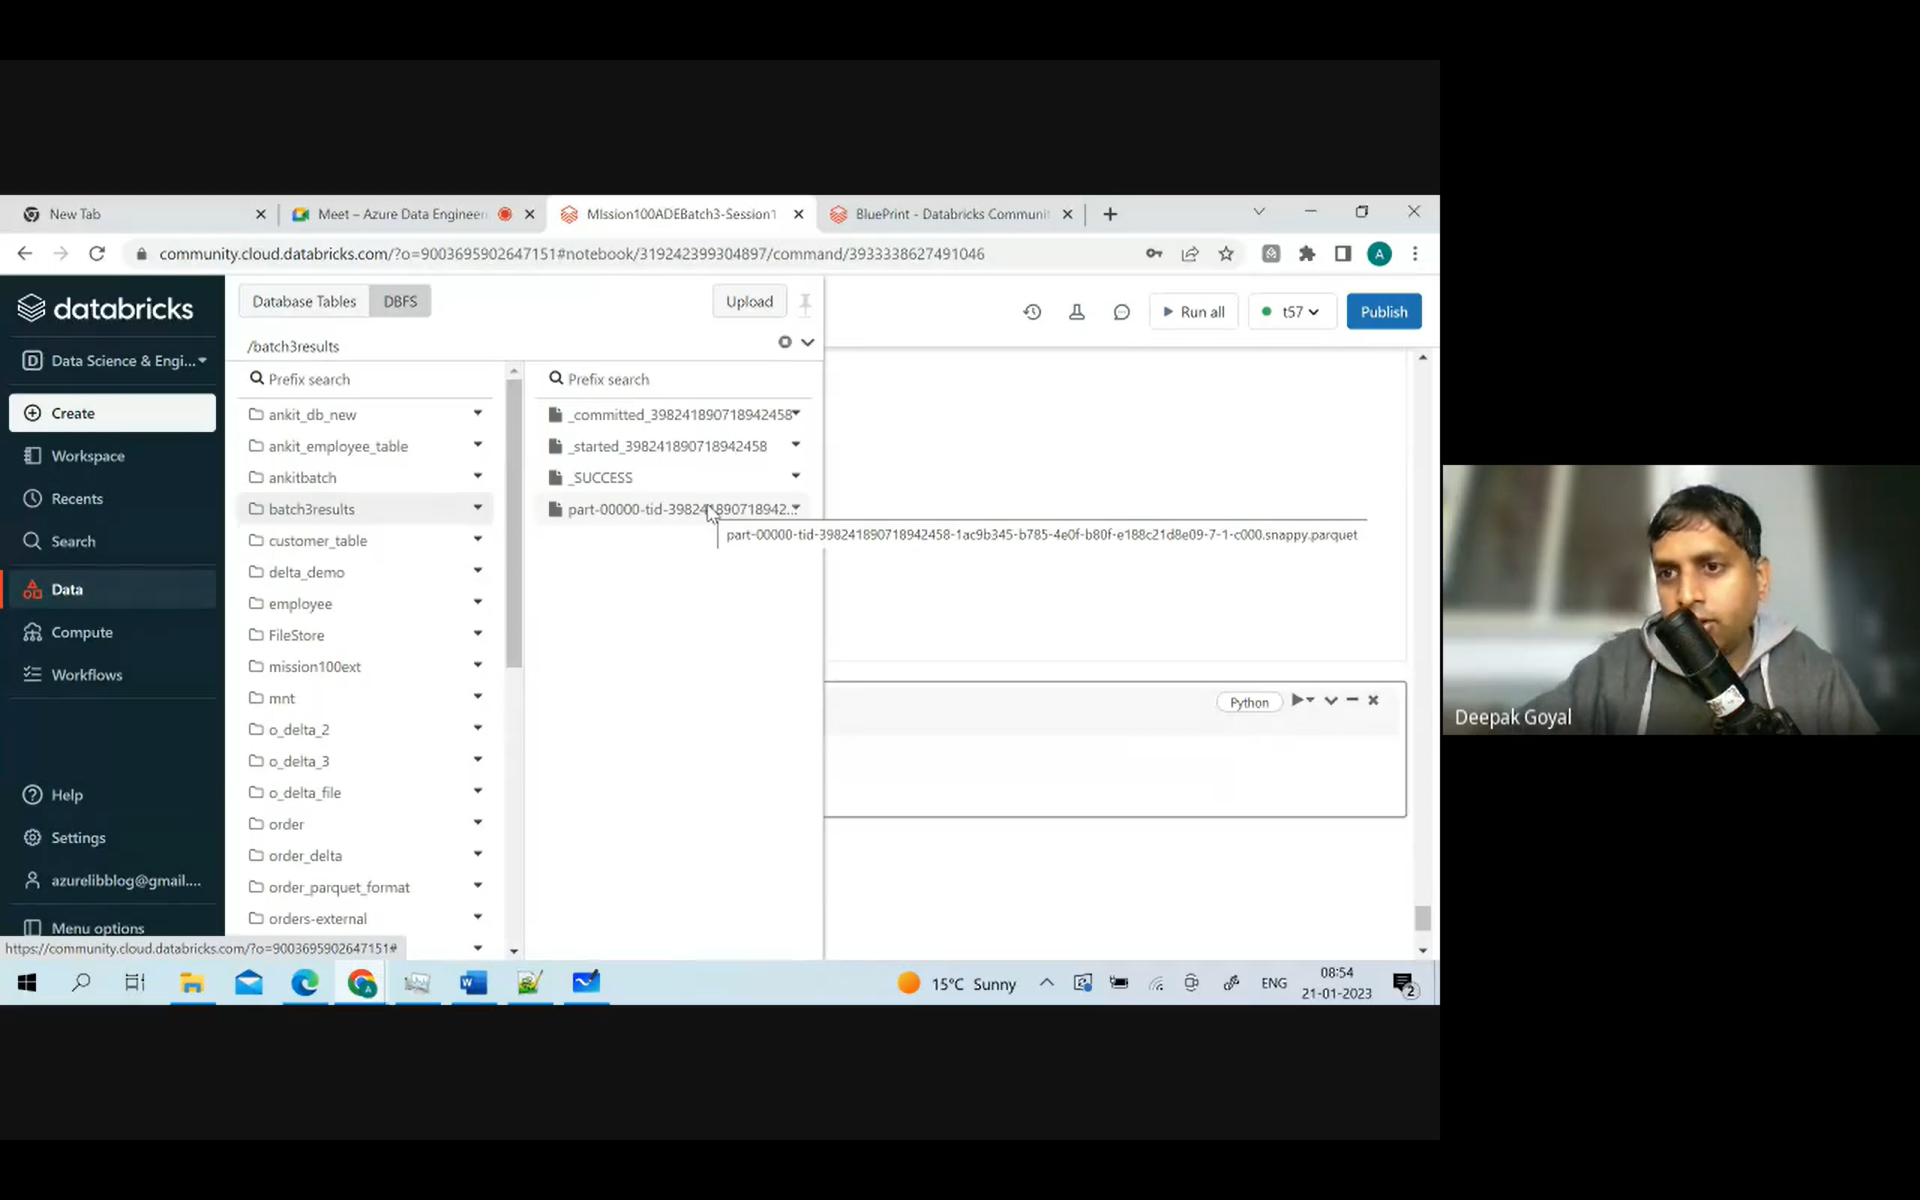 New Tab
Meet – Azure Data Engineer
MIssion100ADEBatch3-Session1
BluePrint - Databricks Communit
community.cloud.databricks.com/?o=9003695902647151#notebook/319242399304897/command/3933338627491046
A
databricks
Data Science & Engi...
Create
Workspace
Recents
Search
Data
Compute
Workflows
Help
Settings
azurelibblog@gmail....
Menu options
https://community.cloud.databricks.com/?o=9003695902647151#
Database Tables
DBFS
Upload
/batch3results
Prefix search
ankit_db_new
ankit_employee_table
ankitbatch
batch3results
customer_table
delta_demo
employee
FileStore
mission100ext
mnt
o_delta_2
o_delta_3
o_delta_file
order
order_delta
order_parquet_format
orders-external
Prefix search
_committed_398241890718942458
_started_398241890718942458
_SUCCESS
part-00000-tid-398241890718942...
part-00000-tid-398241890718942458-1ac9b345-b785-4e0f-b80f-e188c21d8e09-7-1-c000.snappy.parquet
Run all
t57
Publish
Python
Deepak Goyal
15°C Sunny
ENG
08:54
21-01-2023
2